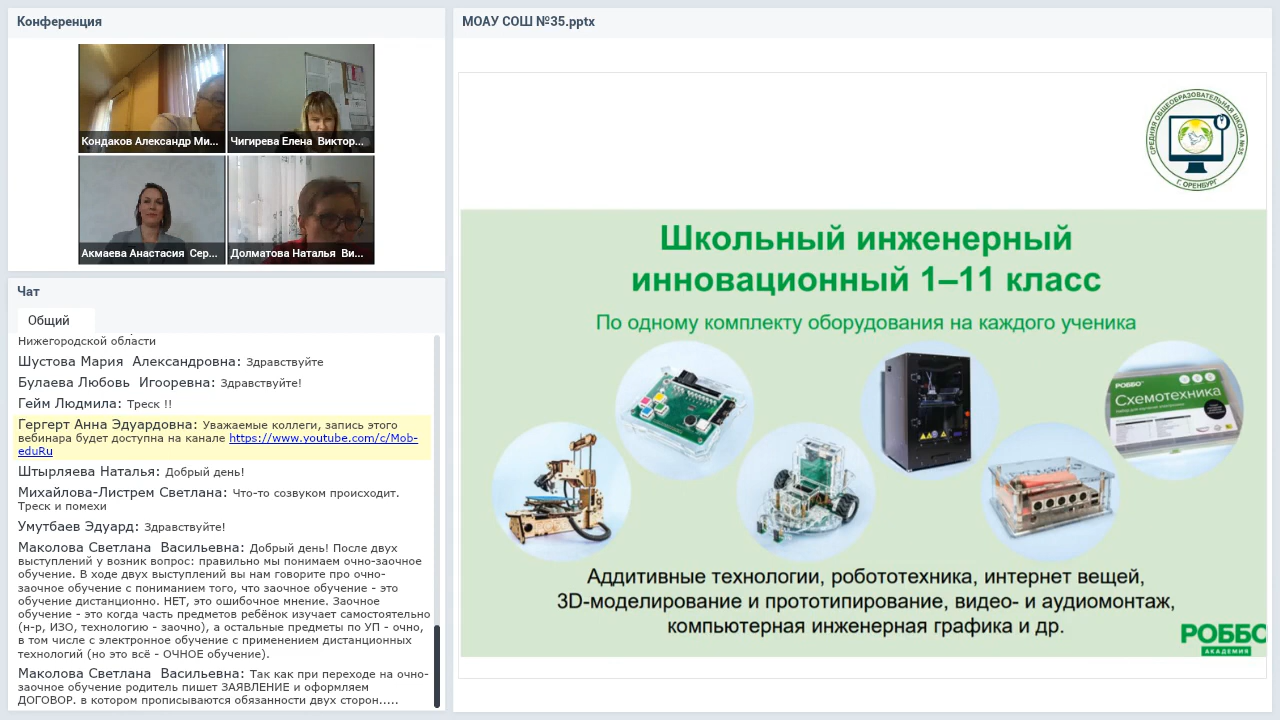 Конференция
Кондаков Александр Ми...
Чигирева Елена Виктор...
Акмаева Анастасия Сер...
Долматова Наталья Ви...
Чат
Общий
Нижегородской области
Шустова Мария Александровна: Здравствуйте
Булаева Любовь Игооревна: Здравствуйте!
Гейм Людмила: Треск !!
Гергерт Анна Эдуардовна: Уважаемые коллеги, запись этого
вебинара будет доступна на канале https://www.youtube.com/c/Mob-
eduRu
Штырляева Наталья: Добрый день!
Михайлова-Листрем Светлана: Что-то созвуком происходит.
Треск и помехи
Умутбаев Эдуард: Здравствуйте!
Маколова Светлана Васильевна: Добрый день! После двух
выступлений у возник вопрос: правильно мы понимаем очно-заочное
обучение. В ходе двух выступлений вы нам говорите про очно-
заочное обучение с пониманием того, что заочное обучение - это
обучение дистанционно. НЕТ, это ошибочное мнение. Заочное
обучение - это когда часть предметов ребёнок изучает самостоятельно
(н-р, ИЗО, технологию - заочно), а остальные предметы по УП - очно,
в том числе с электронное обучение с применением дистанционных
технологий (но это всё - ОЧНОЕ обучение).
Маколова Светлана Васильевна: Так как при переходе на очно-
заочное обучение родитель пишет ЗАЯВЛЕНИЕ и оформляем
ДОГОВОР. в котором прописываются обязанности двух сторон.....
МОАУ СОШ №35.pptx
СРЕДНЯЯ ОБЩЕОБРАЗОВАТЕЛЬНАЯ ШКОЛА №35
Г. ОРЕНБУРГ
Школьный инженерный
инновационный 1–11 класс
По одному комплекту оборудования на каждого ученика
РОББО
Схемотехника
Аддитивные технологии, робототехника, интернет вещей,
3D-моделирование и прототипирование, видео- и аудиомонтаж,
компьютерная инженерная графика и др.
РОББО
АКАДЕМИЯ